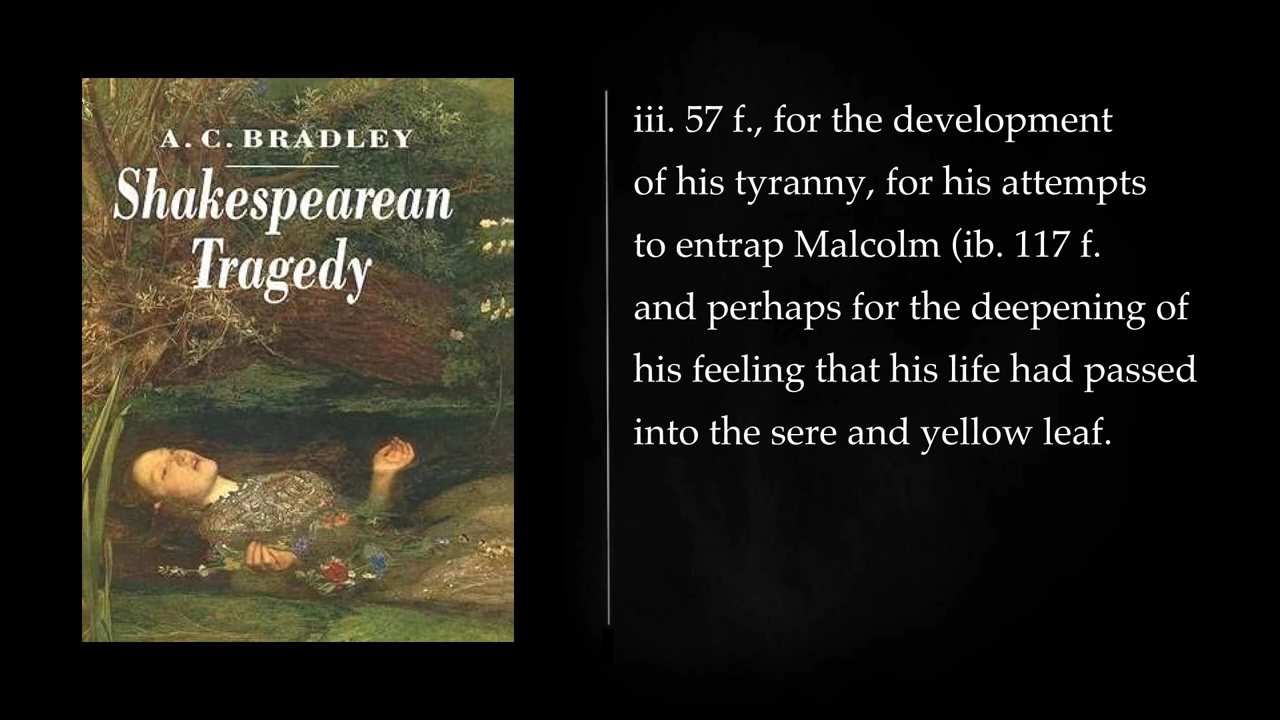 A. C. BRADLEY
Shakespearean
Tragedy
iii. 57 f., for the development
of his tyranny, for his attempts
to entrap Malcolm (ib. 117 f.
and perhaps for the deepening of
his feeling that his life had passed
into the sere and yellow leaf.